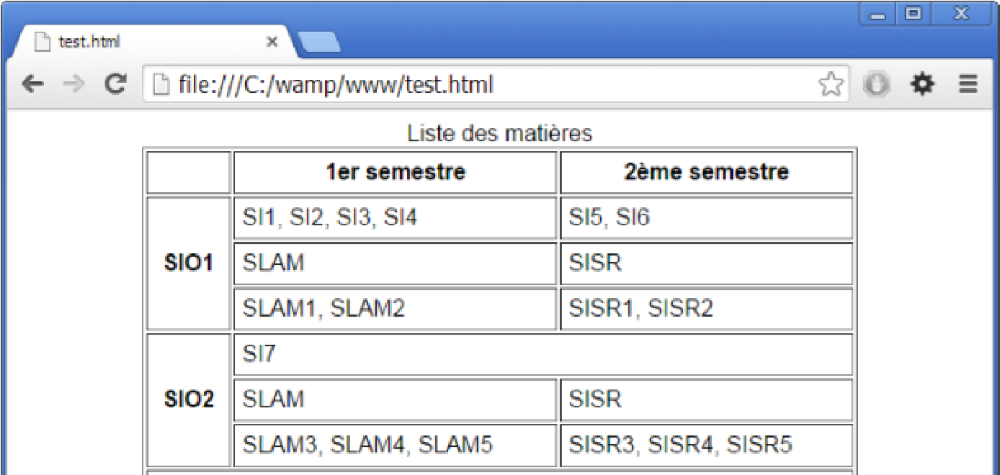 test.html
file:///C:/wamp/www/test.html
Liste des matières
1er semestre 2ème semestre
SIO1 SI1, SI2, SI3, SI4 SI5, SI6
SLAM SISR
SLAM1, SLAM2 SISR1, SISR2
SIO2 SI7
SLAM SISR
SLAM3, SLAM4, SLAM5 SISR3, SISR4, SISR5